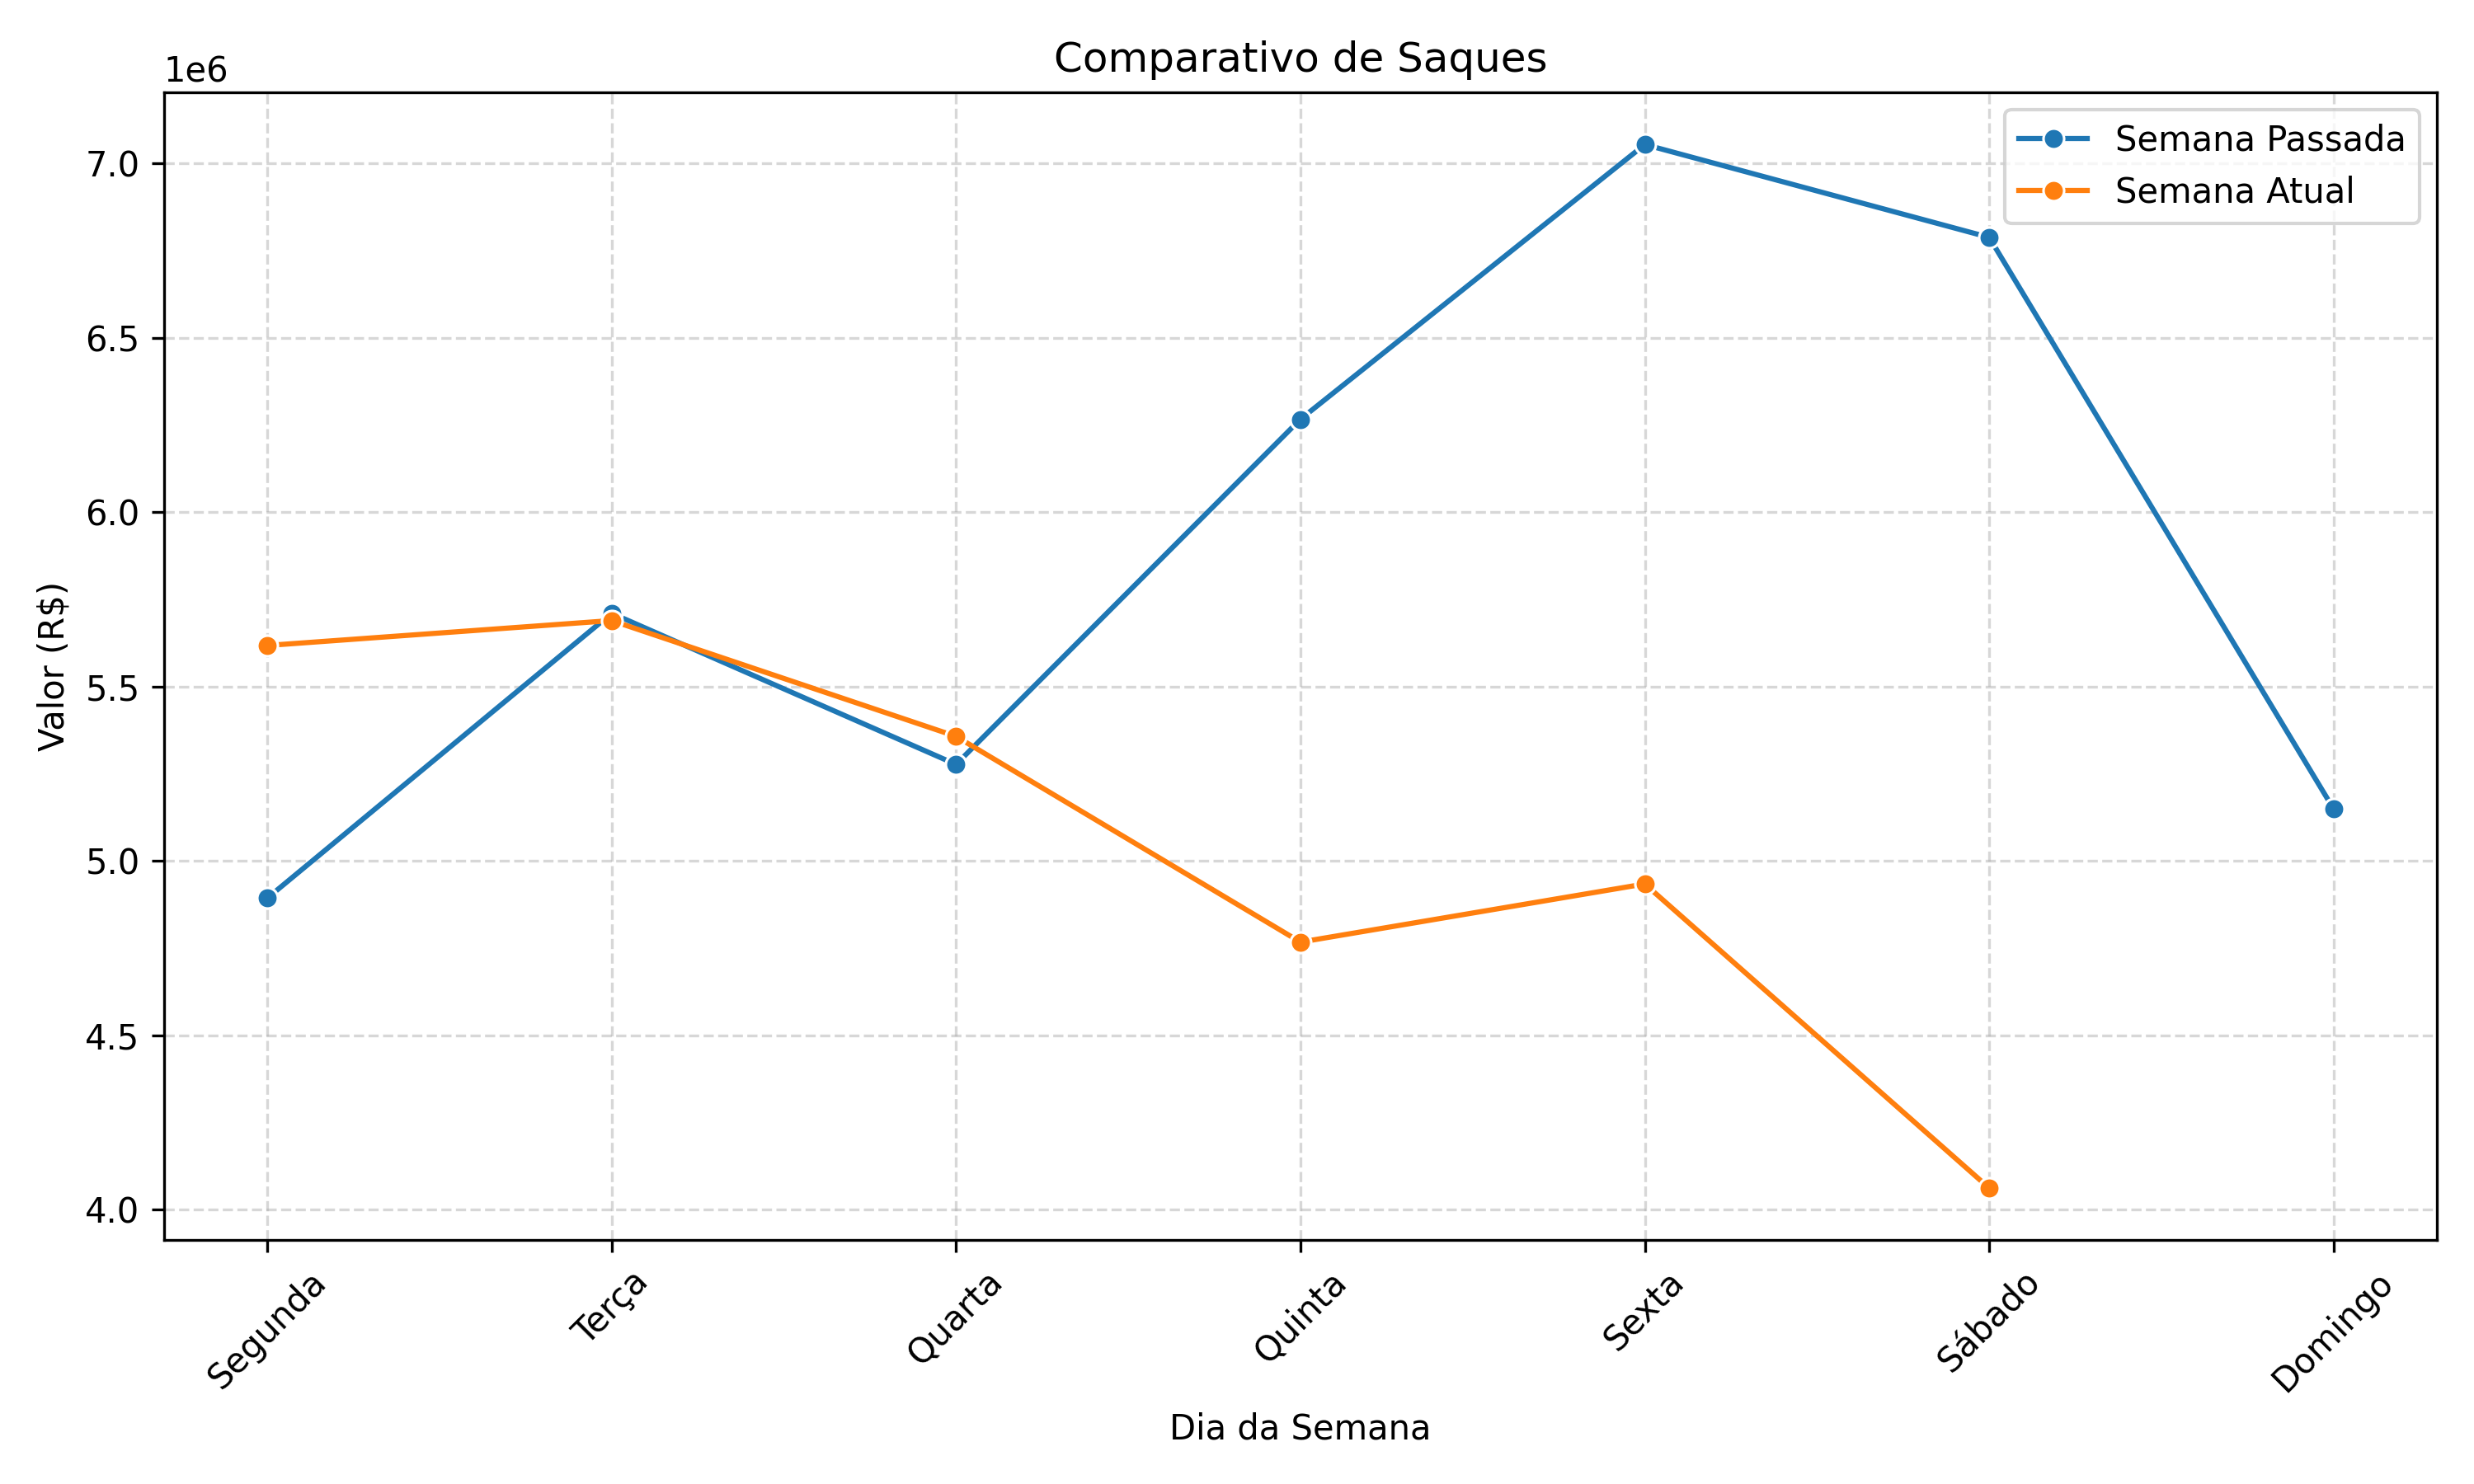 Comparativo de Saques
1e6
Semana Passada
Semana Atual
7.0
6.5
6.0
5.5
5.0
4.5
4.0
Valor (R$)
Segunda
Terça
Quarta
Quinta
Sexta
Sábado
Domingo
Dia da Semana